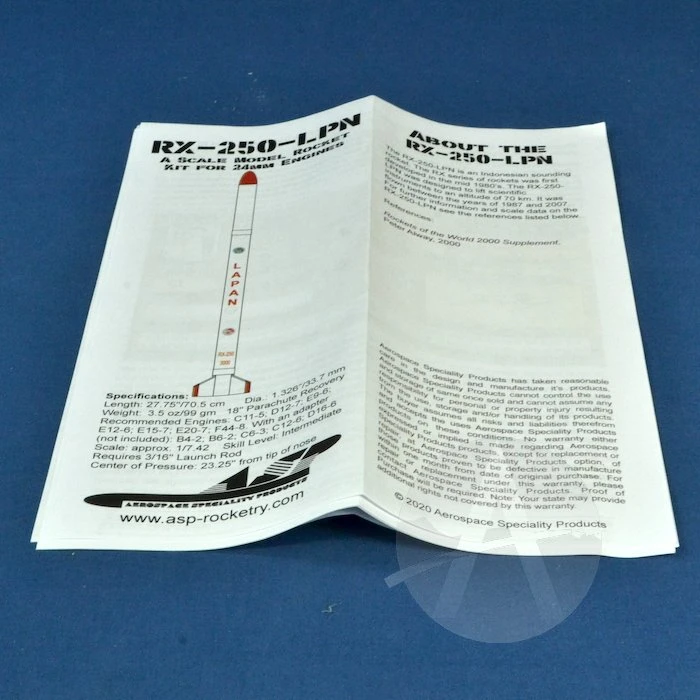 RX-250-LPN
A SCALE MODEL ROCKET
KIT FOR 24MM ENGINES
LAPAN
RX-250
Specifications:
Length: 27.75"/70.5 cm Dia.: 1.326"/33.7 mm
Weight: 3.5 oz/99 gm 18" Parachute Recovery
Recommended Engines: C11-5, D12-7, E9-6;
E12-6; E15-7; E20-7; F44-8. With an adapter
(not included): B4-2; B6-2; C6-3; C12-6; D16-6
Scale: approx. 1/7.42 Skill Level: Intermediate
Requires 3/16" Launch Rod
Center of Pressure: 23.25" from tip of nose
ASP
AEROSPACE SPECIALITY PRODUCTS
www.asp-rocketry.com
ABOUT THE
RX-250-LPN
The RX-250-LPN is an Indonesian sounding
rocket. The RX series of rockets was first
developed in the mid 1980's. The RX-250-
LPN was designed to lift scientific
instruments to an altitude of 70 km. It was
flown between the years of 1987 and 2007.
For further information and scale data on the
RX-250-LPN see the references listed below.
References:
Rockets of the World 2000 Supplement,
Peter Alway, 2000
Aerospace Speciality Products has taken reasonable
care in the design and manufacture it's products.
Aerospace Speciality Products cannot control the use
and storage of same once sold and cannot assume any
responsibility for personal or property injury resulting
from the use, storage and/or handling of its products.
The buyer assumes all risks and liabilities therefrom
and accepts the uses Aerospace Speciality Products
products on these conditions. No warranty either
expressed or implied is made regarding Aerospace
Speciality Products products, except for replacement or
repair, at Aerospace Speciality Products option, of
those products proven to be defective in manufacture
within month from date of original purchase. For
repair or replacement under this warranty, please
contact Aerospace Speciality Products. Proof of
purchase will be required. Note: Your state may provide
additional rights not covered by this warranty.
© 2020 Aerospace Speciality Products